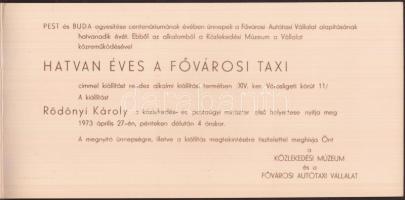 PEST és BUDA egyesítése centenáriumának évében ünnepeli a Fővárosi Autótaxi Vállalat alapításának
hatvanadik évét. Ebből az alkalomból a Közlekedési Múzeum a Vállalat
közreműködésével
HATVAN ÉVES A FŐVÁROSI TAXI
címmel kiállítást rendez alkalmi kiállítási termében XIV. ker. Városligeti körút 11/
A kiállítást
Rödönyi Károly a közlekedés- és postaügyi miniszter első helyettese nyitja meg
1973 április 27-én, pénteken délután 4 órakor.
A megnyitó ünnepségre, illetve a kiállítás megtekintésére tisztelettel meghívja Önt
a
KÖZLEKEDÉSI MÚZEUM
és a
FŐVÁROSI AUTÓTAXI VÁLLALAT